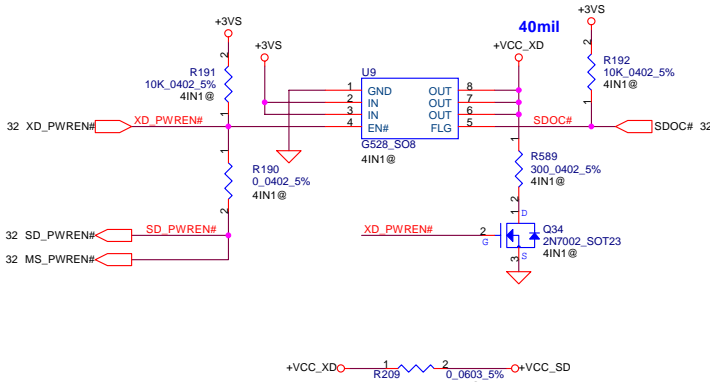 40mil
+3VS
+3VS
+VCC_XD
+3VS
2
R191
10K_0402_5%
4IN1@
1
U9
1 GND OUT 8
2 IN OUT 7
3 IN OUT 6
4 EN# FLG 5
G528_SO8
4IN1@
2
R192
10K_0402_5%
4IN1@
1
32 XD_PWREN# XD_PWREN#
SDOC# SDOC# 32
1
R190
0_0402_5%
4IN1@
2
1
R589
300_0402_5%
4IN1@
2
32 SD_PWREN# SD_PWREN#
32 MS_PWREN#
XD_PWREN# 2 G
1 D
Q34
2N7002_SOT23
4IN1@
3 S
+VCC_XD 1 2 +VCC_SD
R209 0_0603_5%